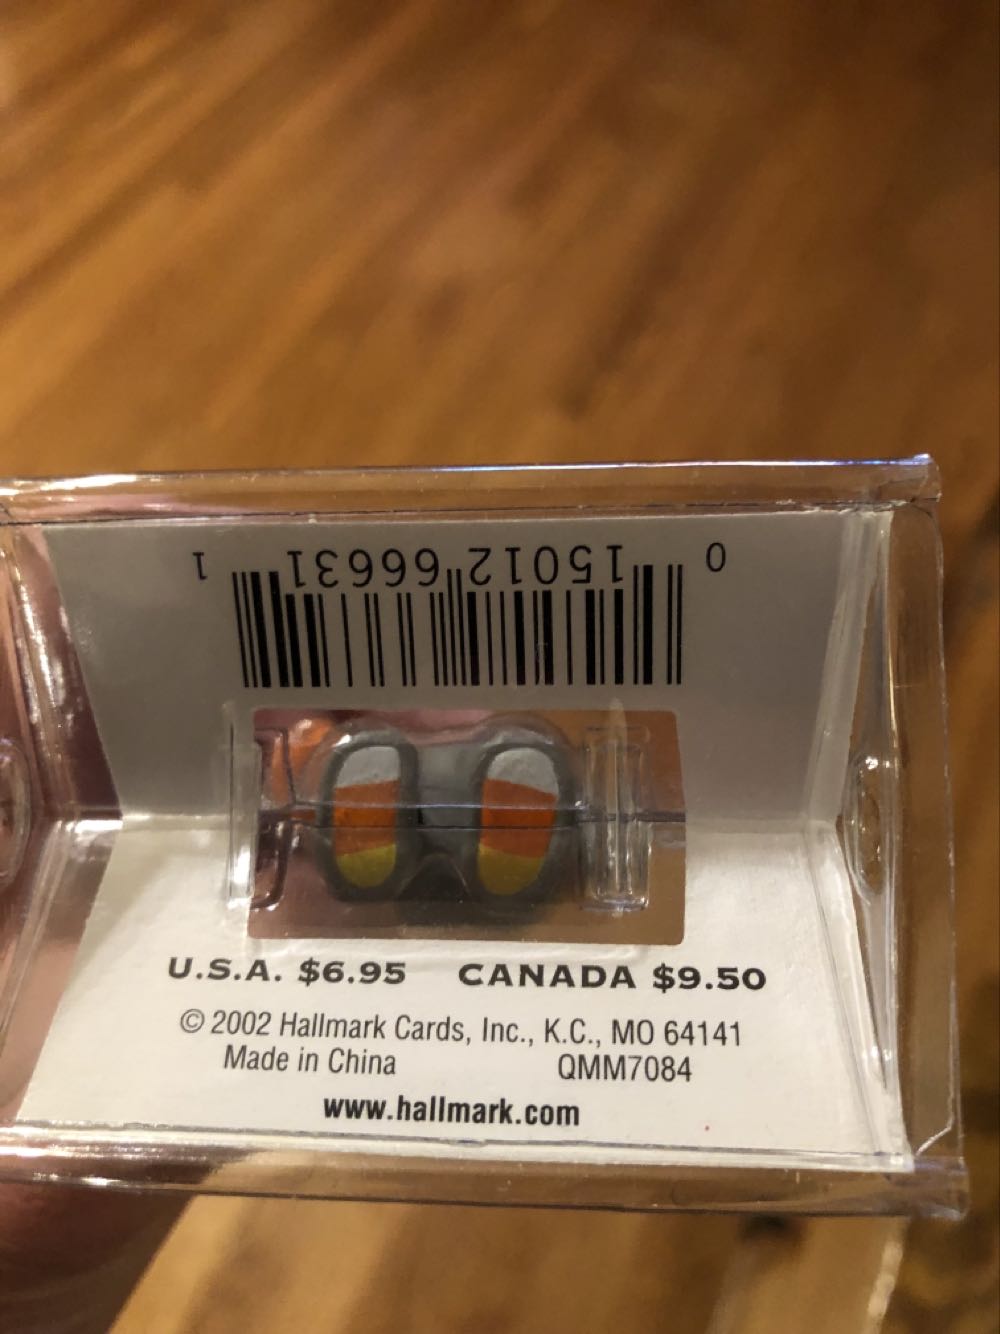 0 15012 66631 1
U.S.A. $6.95 CANADA $9.50
© 2002 Hallmark Cards, Inc., K.C., MO 64141
Made in China QMM7084
www.hallmark.com